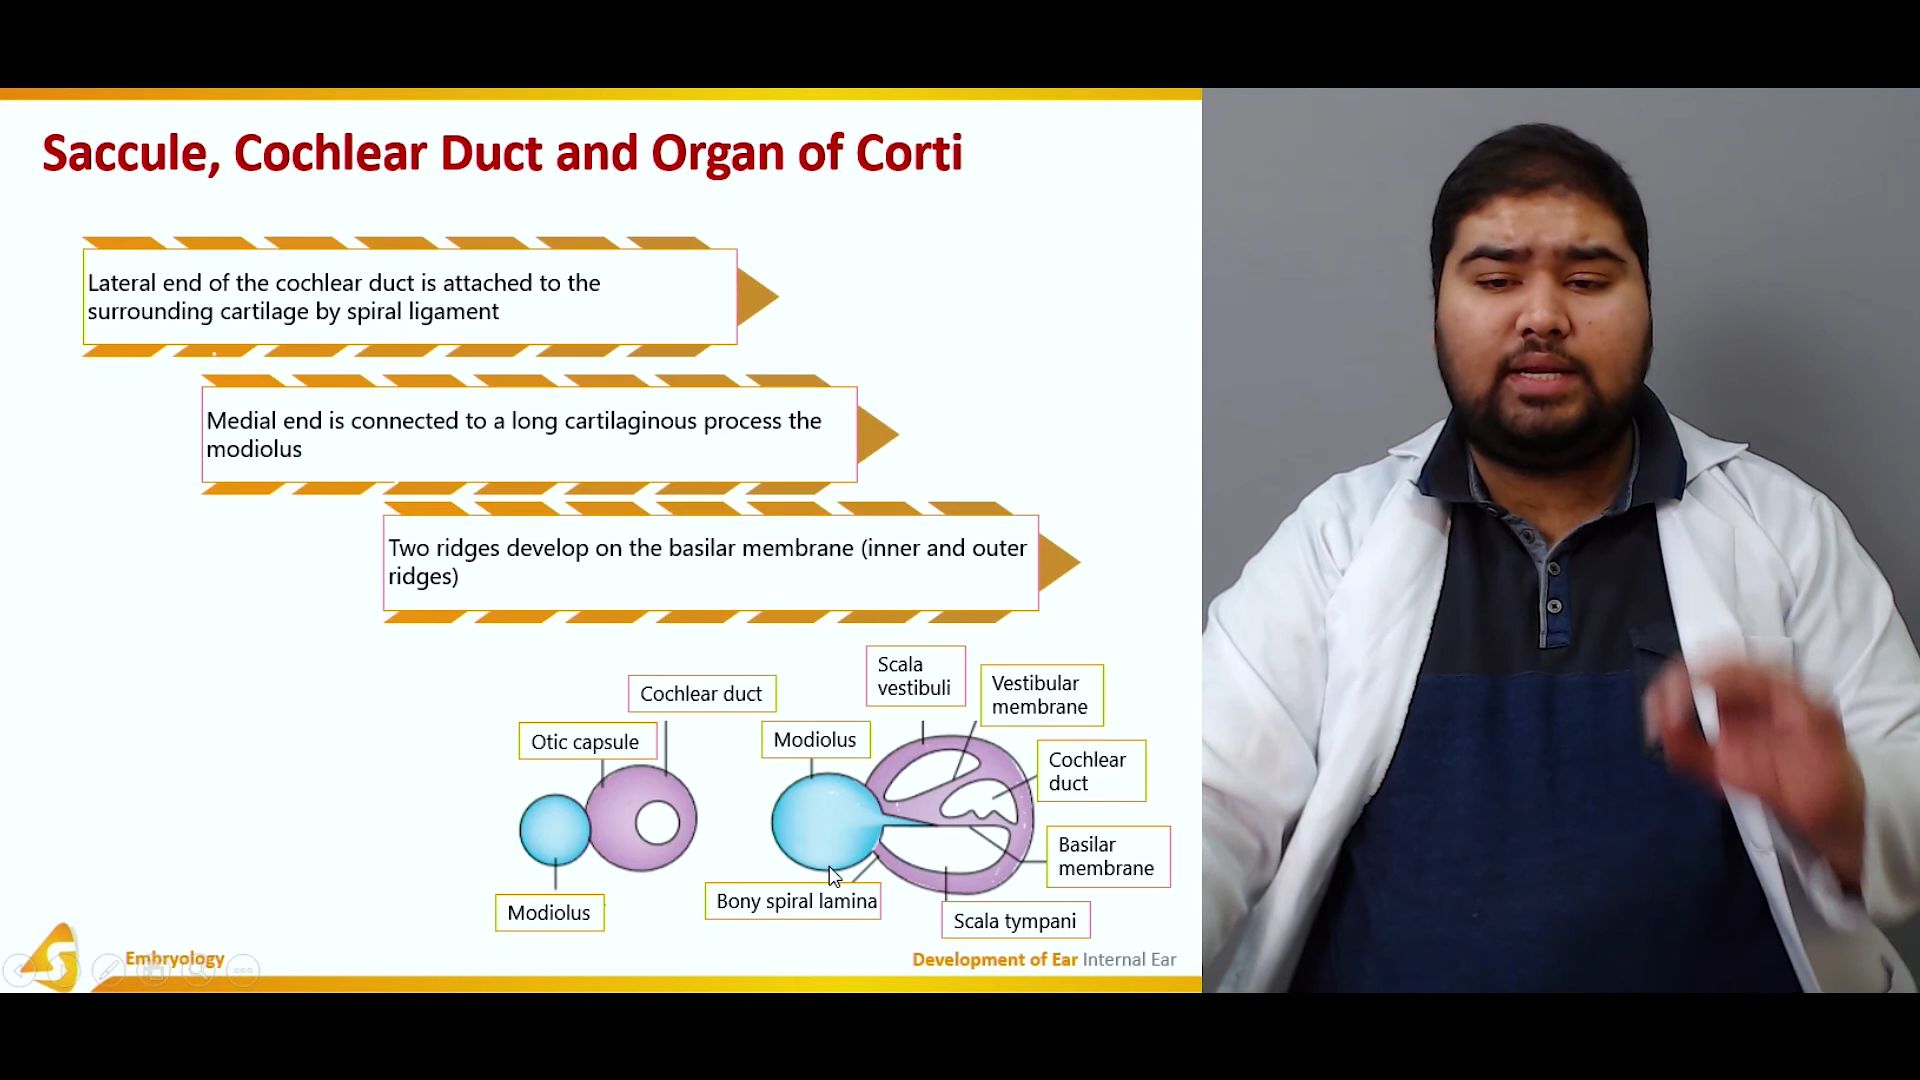 Saccule, Cochlear Duct and Organ of Corti
Lateral end of the cochlear duct is attached to the
surrounding cartilage by spiral ligament
Medial end is connected to a long cartilaginous process the
modiolus
Two ridges develop on the basilar membrane (inner and outer
ridges)
Scala
vestibuli
Vestibular
membrane
Cochlear duct
Otic capsule
Modiolus
Cochlear
duct
Basilar
membrane
Bony spiral lamina
Modiolus
Scala tympani
Embryology
Development of Ear Internal Ear